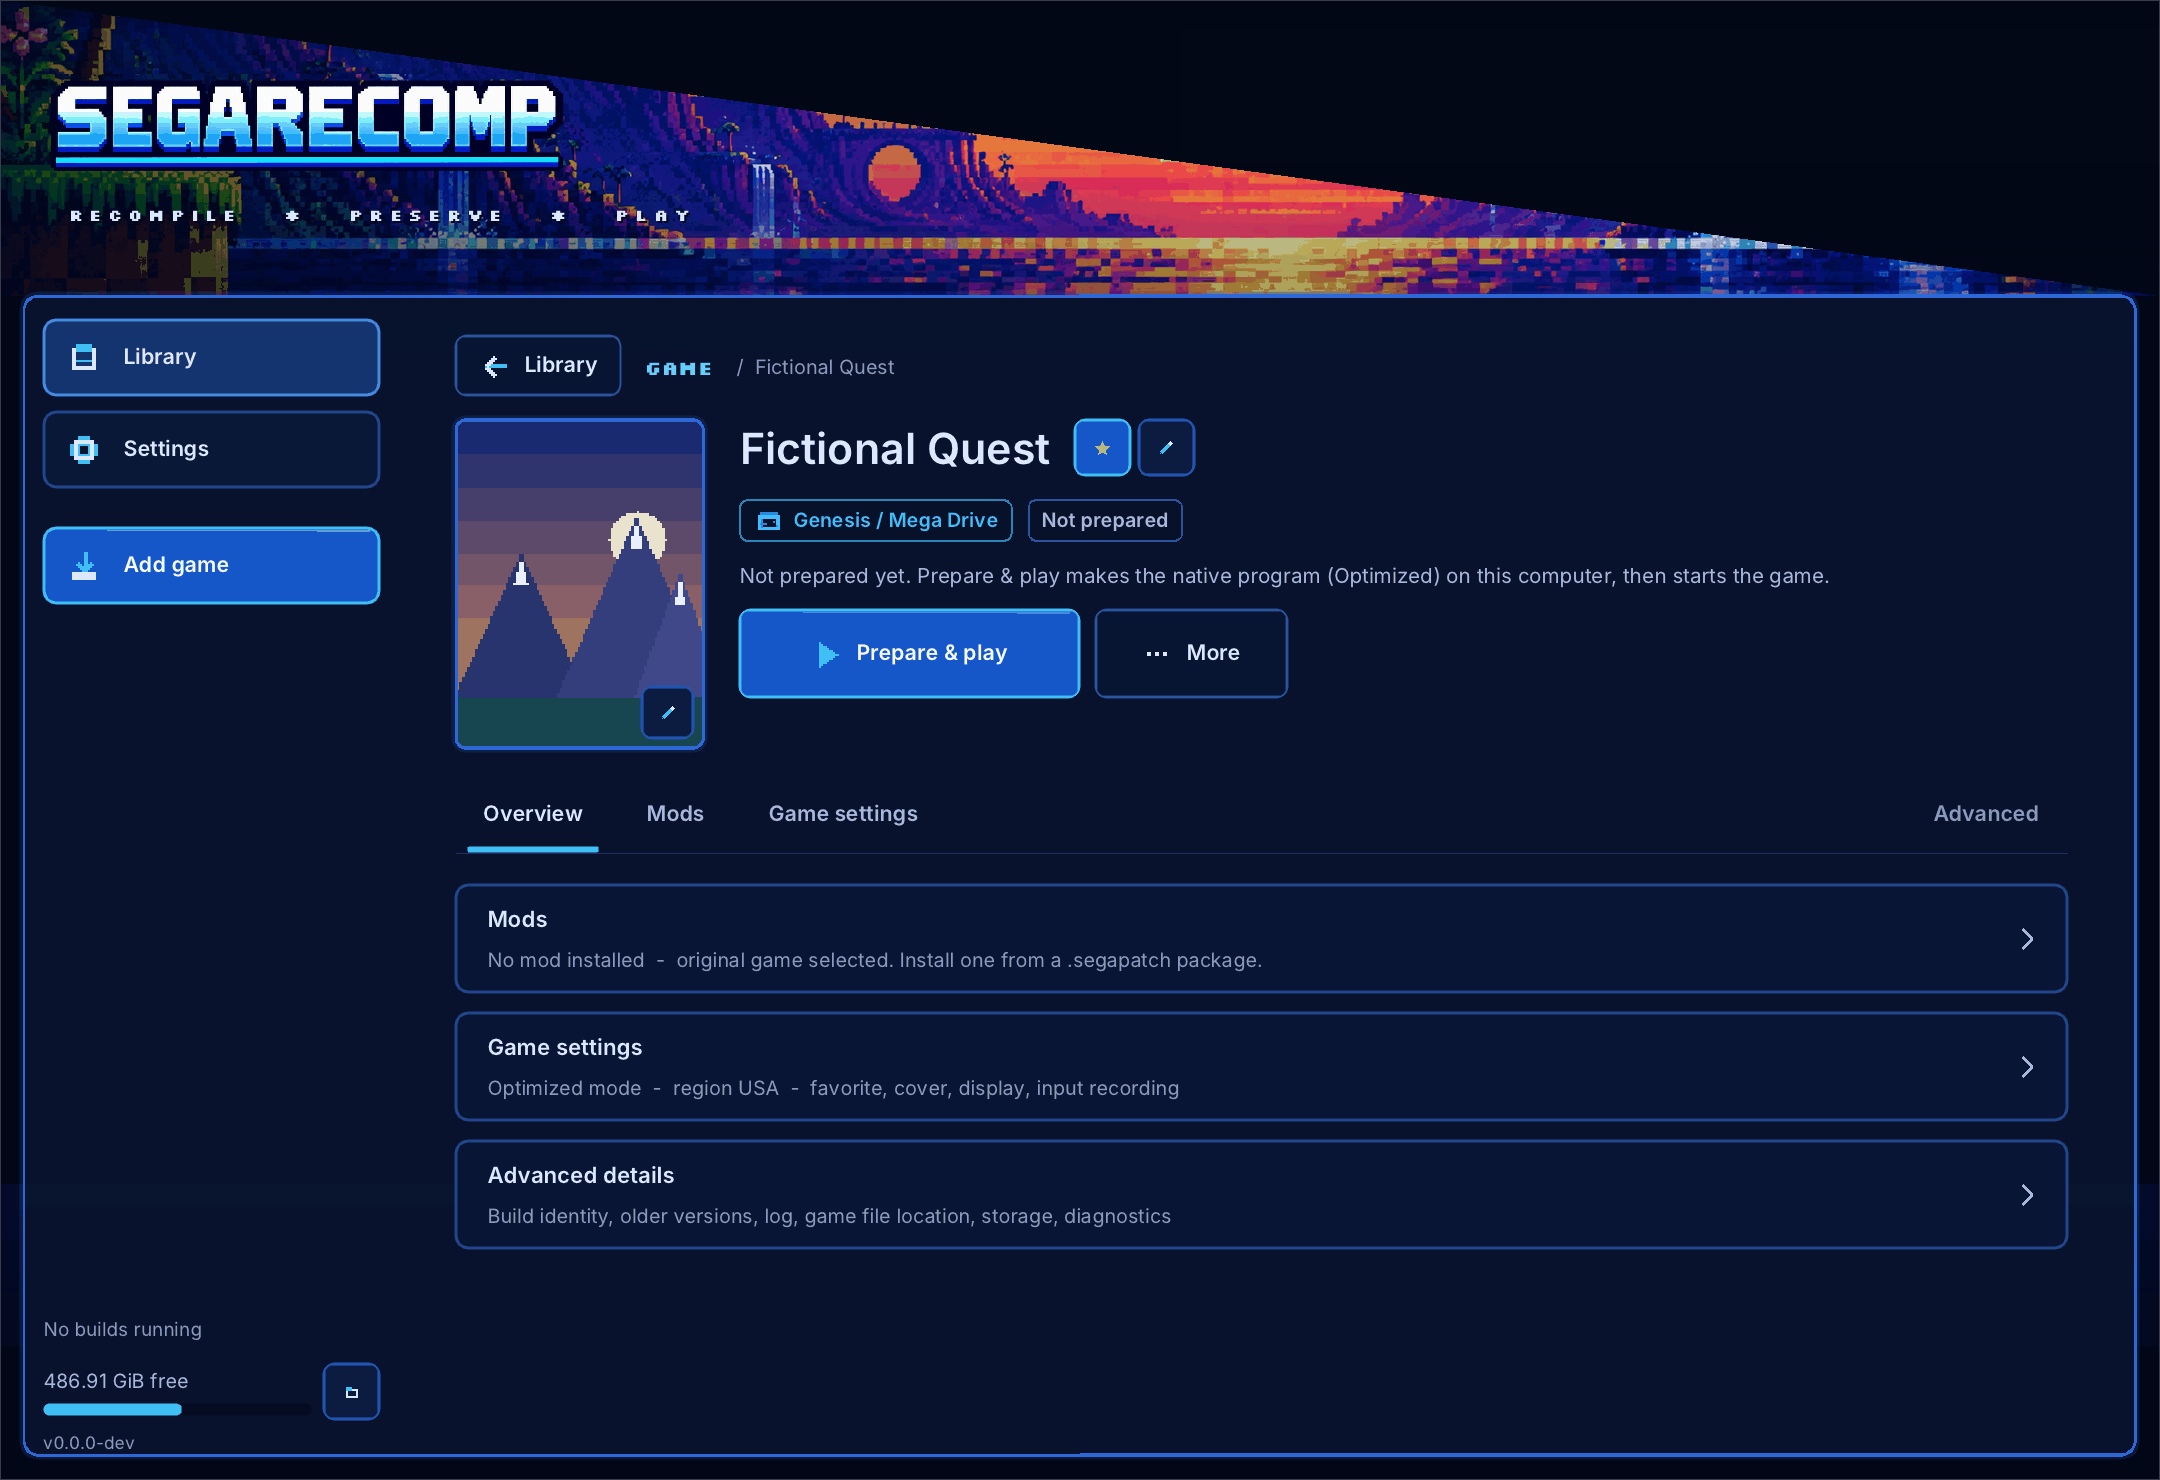 SEGARECOMP
RECOMPILE * PRESERVE * PLAY
Library
Settings
Add game
Library GAME / Fictional Quest
Fictional Quest
Genesis / Mega Drive Not prepared
Not prepared yet. Prepare & play makes the native program (Optimized) on this computer, then starts the game.
Prepare & play ··· More
Overview Mods Game settings Advanced
Mods
No mod installed - original game selected. Install one from a .segapatch package.
Game settings
Optimized mode - region USA - favorite, cover, display, input recording
Advanced details
Build identity, older versions, log, game file location, storage, diagnostics
No builds running
486.91 GiB free
v0.0.0-dev